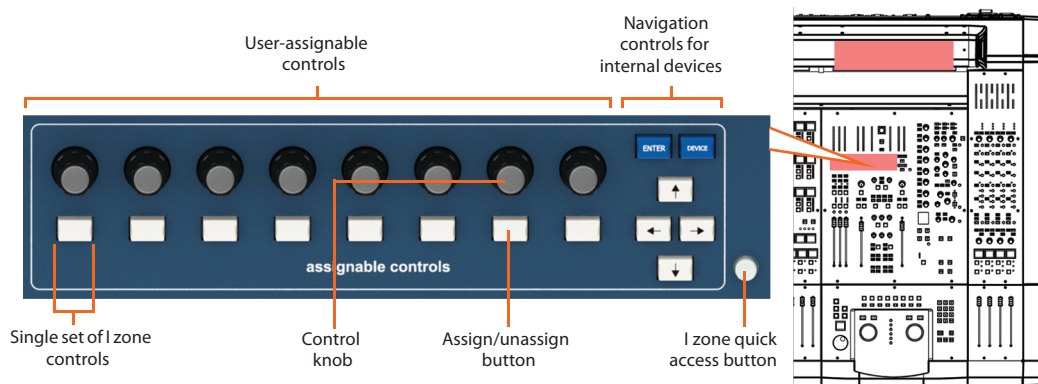 User-assignable
controls
Navigation
controls for
internal devices
ENTER
DEVICE
assignable controls
Single set of I zone
controls
Control
knob
Assign/unassign
button
I zone quick
access button